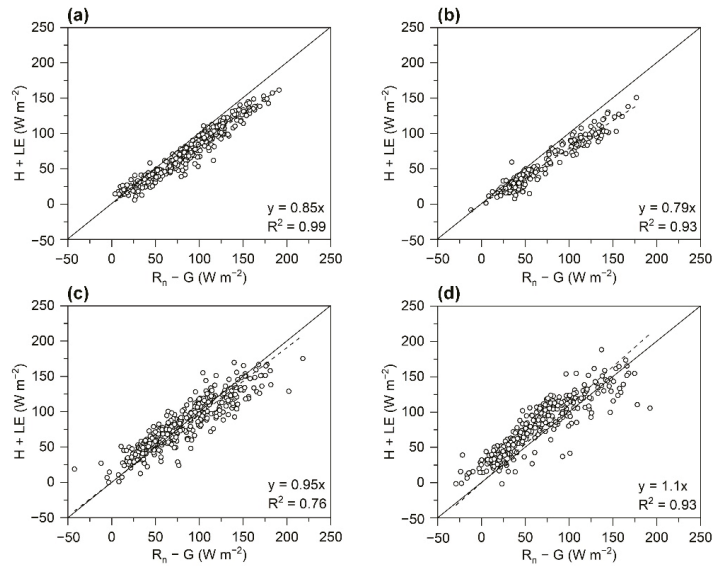 (a)
250
200
150
100
50
0
−50
H + LE (W m⁻²)
y = 0.85x
R² = 0.99
−50 0 50 100 150 200 250
Rₙ − G (W m⁻²)
(b)
250
200
150
100
50
0
−50
H + LE (W m⁻²)
y = 0.79x
R² = 0.93
−50 0 50 100 150 200 250
Rₙ − G (W m⁻²)
(c)
250
200
150
100
50
0
−50
H + LE (W m⁻²)
y = 0.95x
R² = 0.76
−50 0 50 100 150 200 250
Rₙ − G (W m⁻²)
(d)
250
200
150
100
50
0
−50
H + LE (W m⁻²)
y = 1.1x
R² = 0.93
−50 0 50 100 150 200 250
Rₙ − G (W m⁻²)